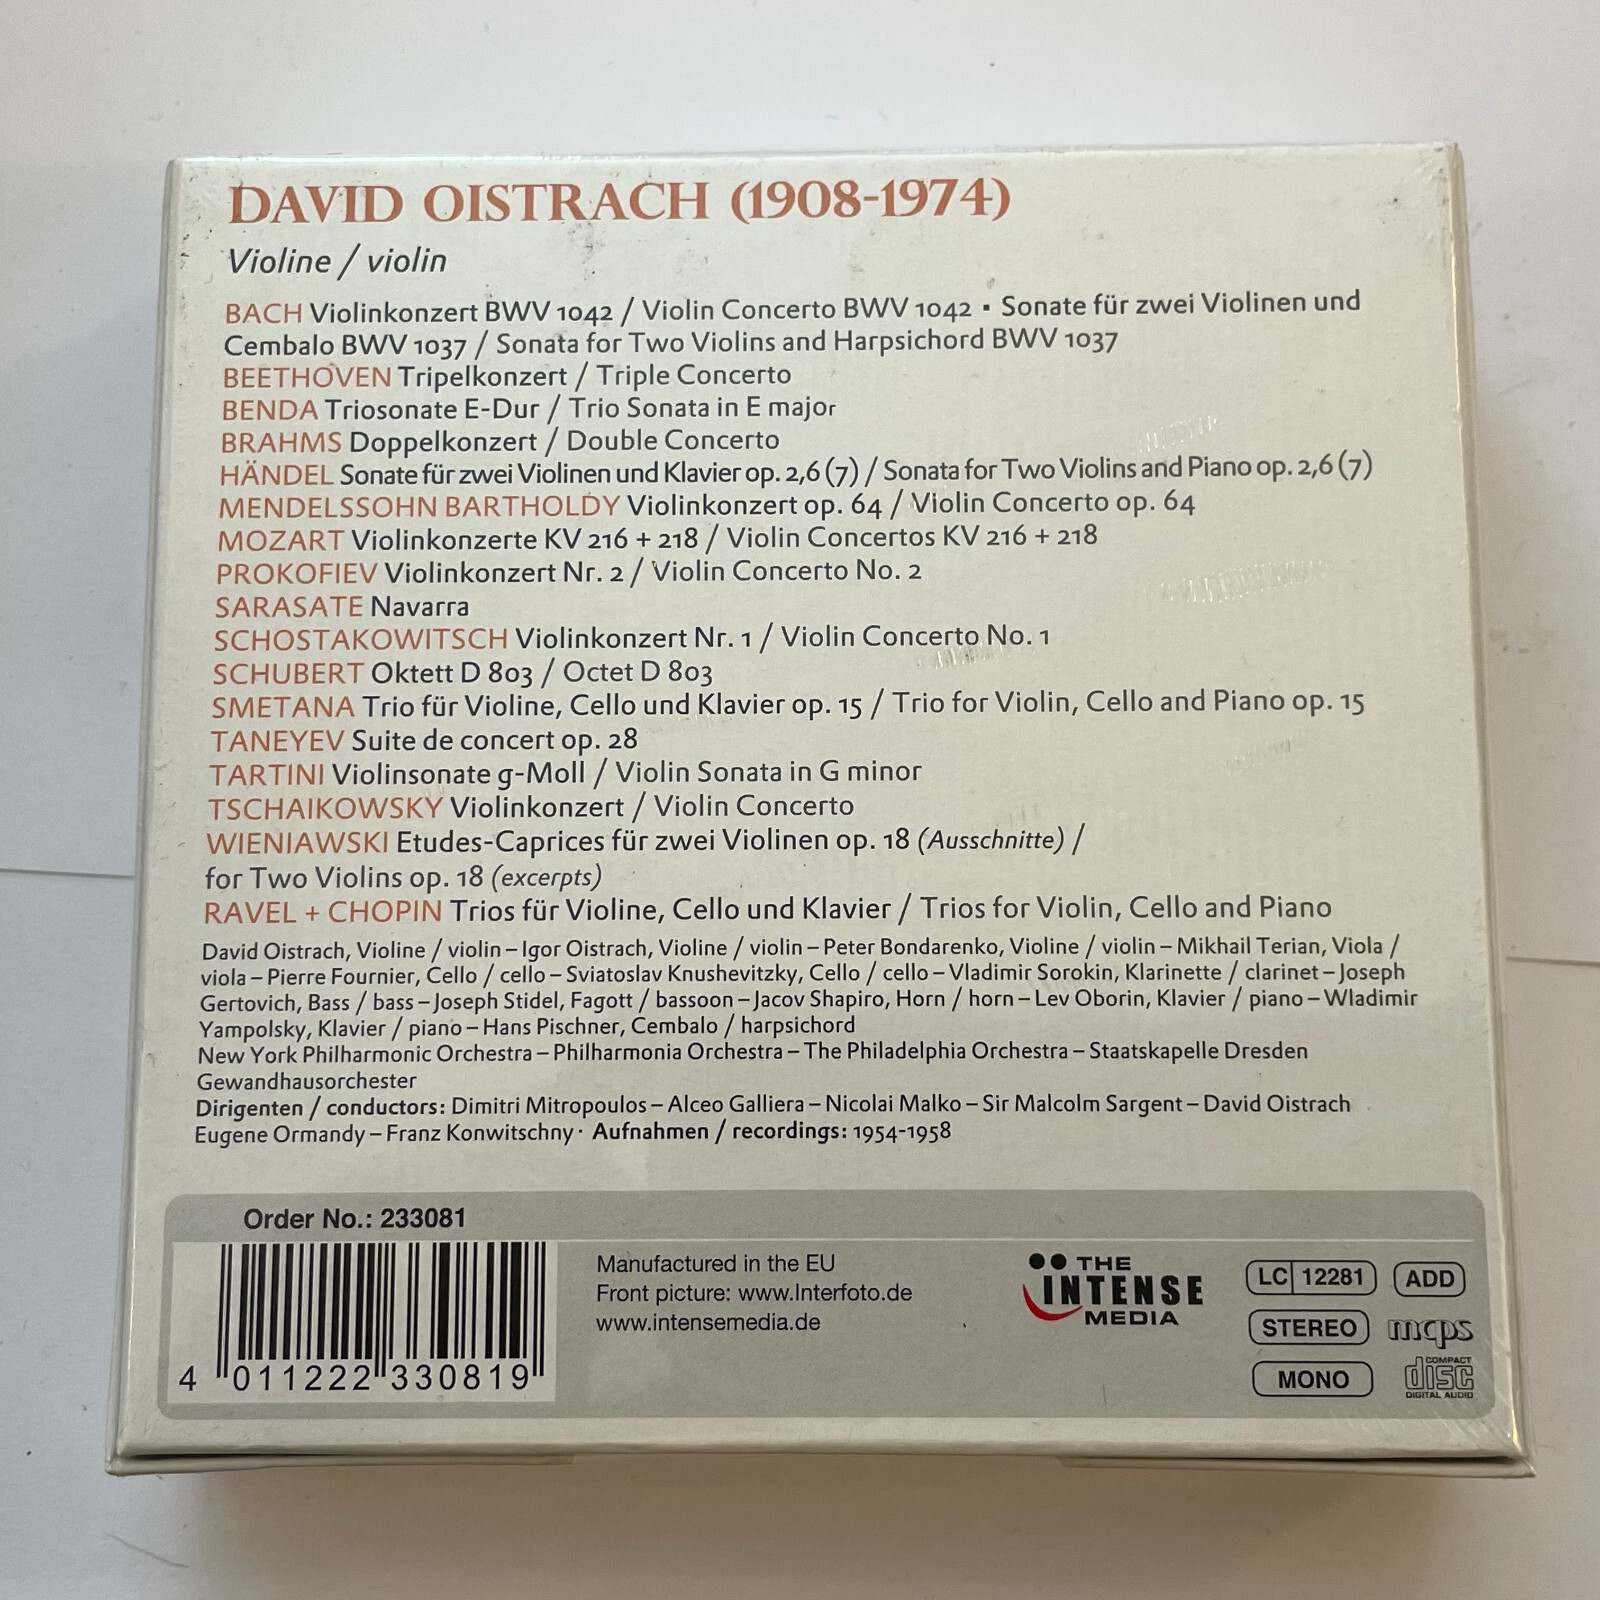 DAVID OISTRACH (1908-1974)
Violine / violin
BACH Violinkonzert BWV 1042 / Violin Concerto BWV 1042 ▪ Sonate für zwei Violinen und
Cembalo BWV 1037 / Sonata for Two Violins and Harpsichord BWV 1037
BEETHOVEN Tripelkonzert / Triple Concerto
BENDA Triosonate E-Dur / Trio Sonata in E major
BRAHMS Doppelkonzert / Double Concerto
HÄNDEL Sonate für zwei Violinen und Klavier op. 2,6 (7) / Sonata for Two Violins and Piano op. 2,6 (7)
MENDELSSOHN BARTHOLDY Violinkonzert op. 64 / Violin Concerto op. 64
MOZART Violinkonzerte KV 216 + 218 / Violin Concertos KV 216 + 218
PROKOFIEV Violinkonzert Nr. 2 / Violin Concerto No. 2
SARASATE Navarra
SCHOSTAKOWITSCH Violinkonzert Nr. 1 / Violin Concerto No. 1
SCHUBERT Oktett D 803 / Octet D 803
SMETANA Trio für Violine, Cello und Klavier op. 15 / Trio for Violin, Cello and Piano op. 15
TANEYEV Suite de concert op. 28
TARTINI Violinsonate g-Moll / Violin Sonata in G minor
TSCHAIKOWSKY Violinkonzert / Violin Concerto
WIENIAWSKI Etudes-Caprices für zwei Violinen op. 18 (Ausschnitte) /
for Two Violins op. 18 (excerpts)
RAVEL + CHOPIN Trios für Violine, Cello und Klavier / Trios for Violin, Cello and Piano
David Oistrach, Violine / violin – Igor Oistrach, Violine / violin – Peter Bondarenko, Violine / violin – Mikhail Terian, Viola /
viola – Pierre Fournier, Cello / cello – Sviatoslav Knushevitzky, Cello / cello – Vladimir Sorokin, Klarinette / clarinet – Joseph
Gertovich, Bass / bass – Joseph Stidel, Fagott / bassoon – Jacov Shapiro, Horn / horn – Lev Oborin, Klavier / piano – Wladimir
Yampolsky, Klavier / piano – Hans Pischner, Cembalo / harpsichord
New York Philharmonic Orchestra – Philharmonia Orchestra – The Philadelphia Orchestra – Staatskapelle Dresden
Gewandhausorchester
Dirigenten / conductors: Dimitri Mitropoulos – Alceo Galliera – Nicolai Malko – Sir Malcolm Sargent – David Oistrach
Eugene Ormandy – Franz Konwitschny · Aufnahmen / recordings: 1954-1958
Order No.: 233081
4 011222 330819
Manufactured in the EU
Front picture: www.Interfoto.de
www.intensemedia.de
THE
INTENSE
MEDIA
LC 12281
ADD
STEREO
mcps
MONO
COMPACT
disc
DIGITAL AUDIO